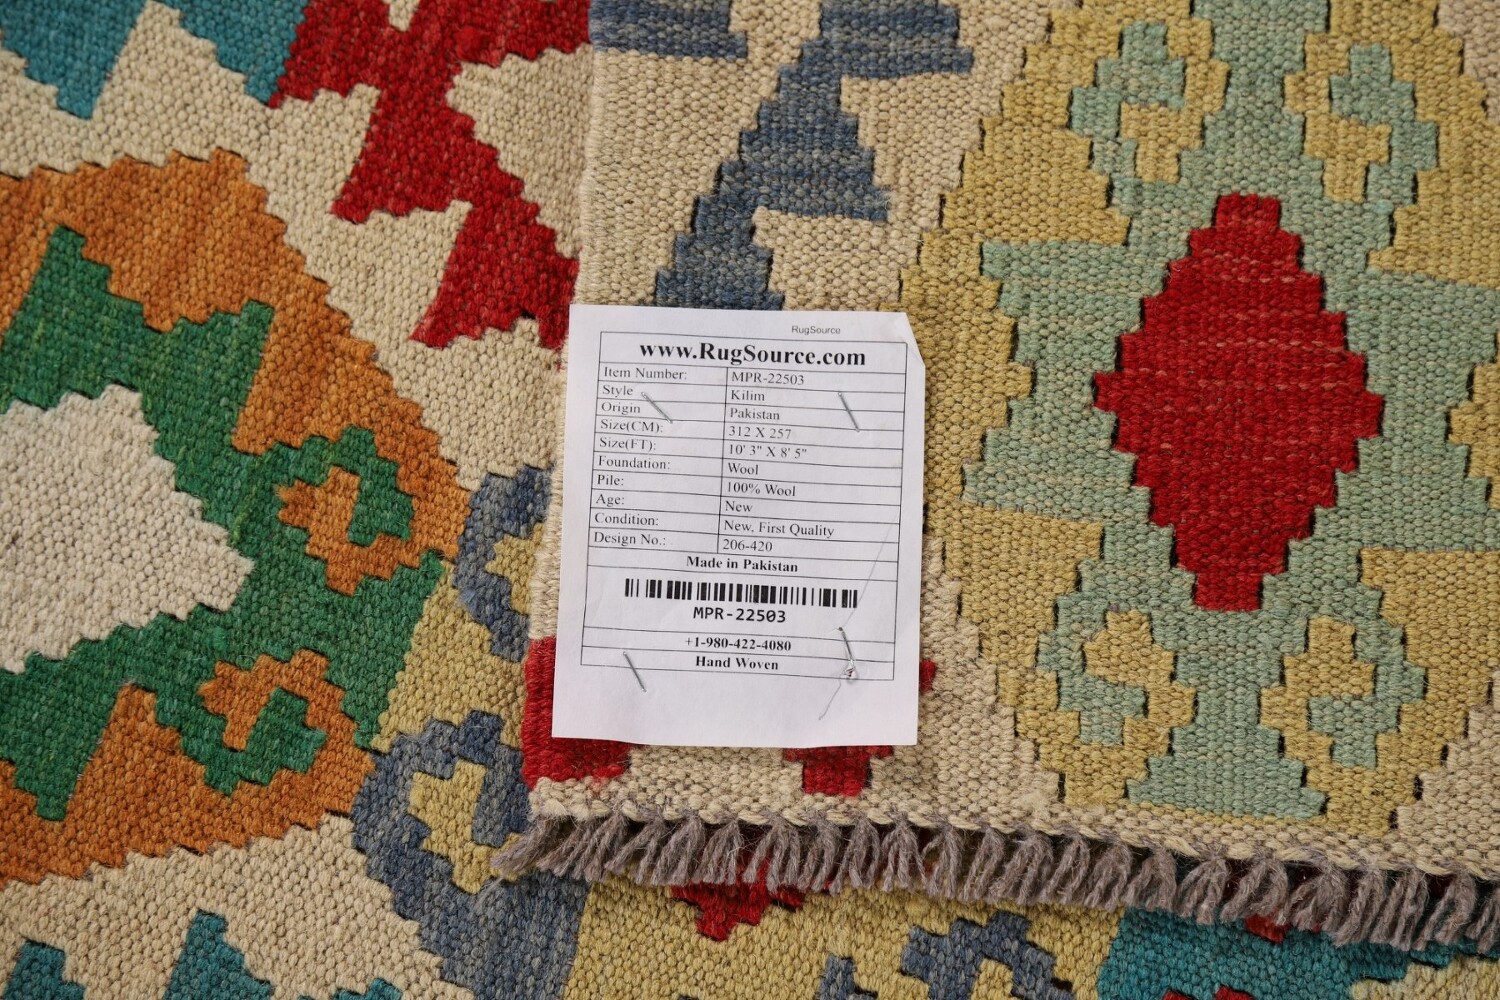 RugSource
www.RugSource.com
Item Number: MPR-22503
Style Kilim
Origin Pakistan
Size(CM): 312 X 257
Size(FT): 10' 3" X 8' 5"
Foundation: Wool
Pile: 100% Wool
Age: New
Condition: New, First Quality
Design No.: 206-420
Made in Pakistan
MPR-22503
+1-980-422-4080
Hand Woven